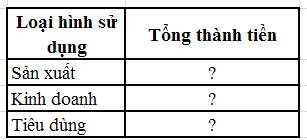 Loại hình sử
dụng
Tổng thành tiền
Sản xuất
?
Kinh doanh
?
Tiêu dùng
?